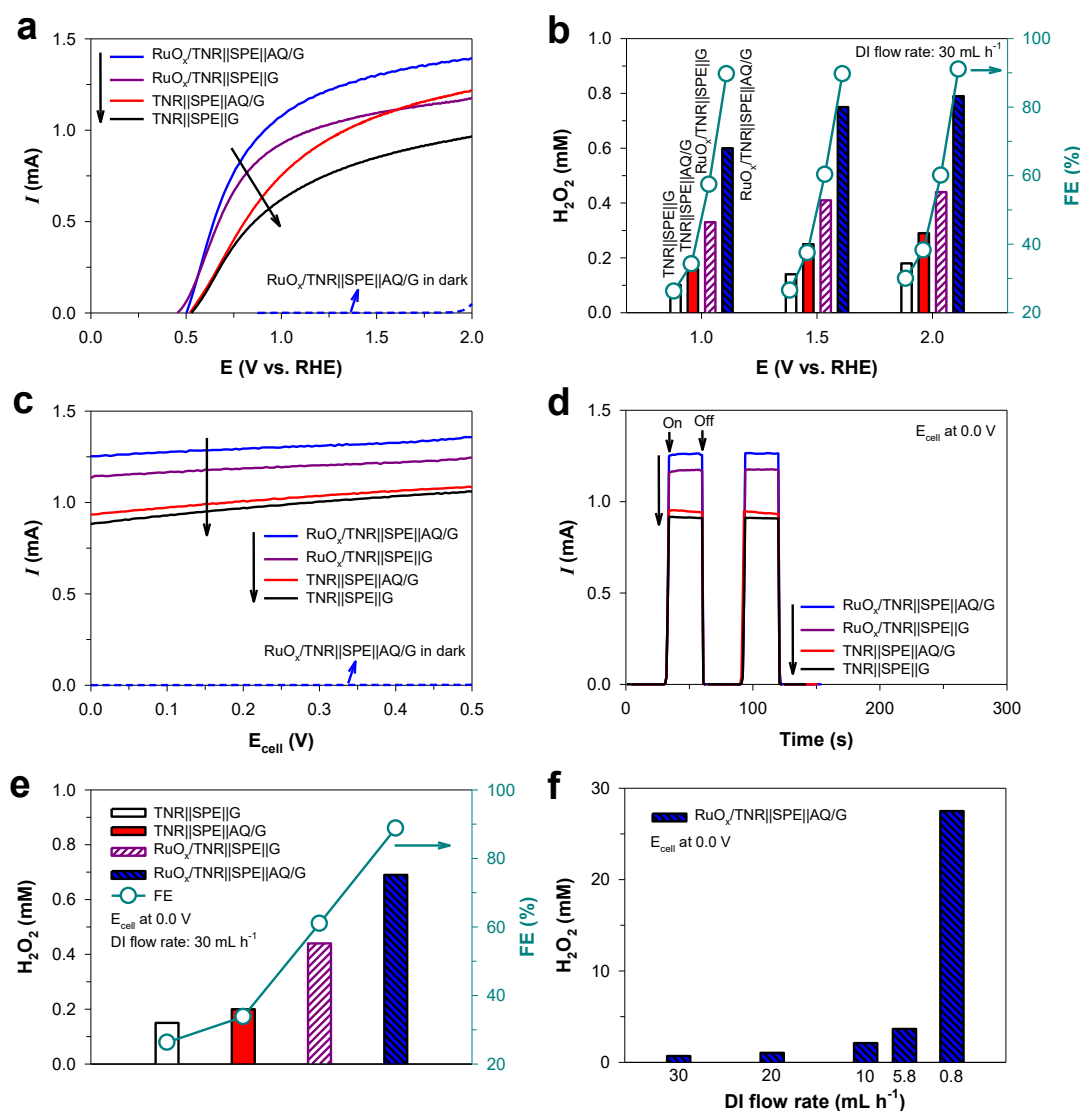 a
1.5
1.0
0.5
0.0
I (mA)
RuOx/TNR||SPE||AQ/G
RuOx/TNR||SPE||G
TNR||SPE||AQ/G
TNR||SPE||G
RuOx/TNR||SPE||AQ/G in dark
0.0 0.5 1.0 1.5 2.0
E (V vs. RHE)
b
1.0
0.8
0.6
0.4
0.2
0.0
H2O2 (mM)
DI flow rate: 30 mL h-1
TNR||SPE||G
TNR||SPE||AQ/G
RuOx/TNR||SPE||G
RuOx/TNR||SPE||AQ/G
100
80
60
40
20
FE (%)
1.0 1.5 2.0
E (V vs. RHE)
c
1.5
1.0
0.5
0.0
I (mA)
RuOx/TNR||SPE||AQ/G
RuOx/TNR||SPE||G
TNR||SPE||AQ/G
TNR||SPE||G
RuOx/TNR||SPE||AQ/G in dark
0.0 0.1 0.2 0.3 0.4 0.5
Ecell (V)
d
1.5
1.0
0.5
0.0
I (mA)
On Off
Ecell at 0.0 V
RuOx/TNR||SPE||AQ/G
RuOx/TNR||SPE||G
TNR||SPE||AQ/G
TNR||SPE||G
0 100 200 300
Time (s)
e
1.0
0.8
0.6
0.4
0.2
0.0
H2O2 (mM)
TNR||SPE||G
TNR||SPE||AQ/G
RuOx/TNR||SPE||G
RuOx/TNR||SPE||AQ/G
FE
Ecell at 0.0 V
DI flow rate: 30 mL h-1
100
80
60
40
20
FE (%)
f
30
20
10
0
H2O2 (mM)
RuOx/TNR||SPE||AQ/G
Ecell at 0.0 V
30 20 10 5.8 0.8
DI flow rate (mL h-1)